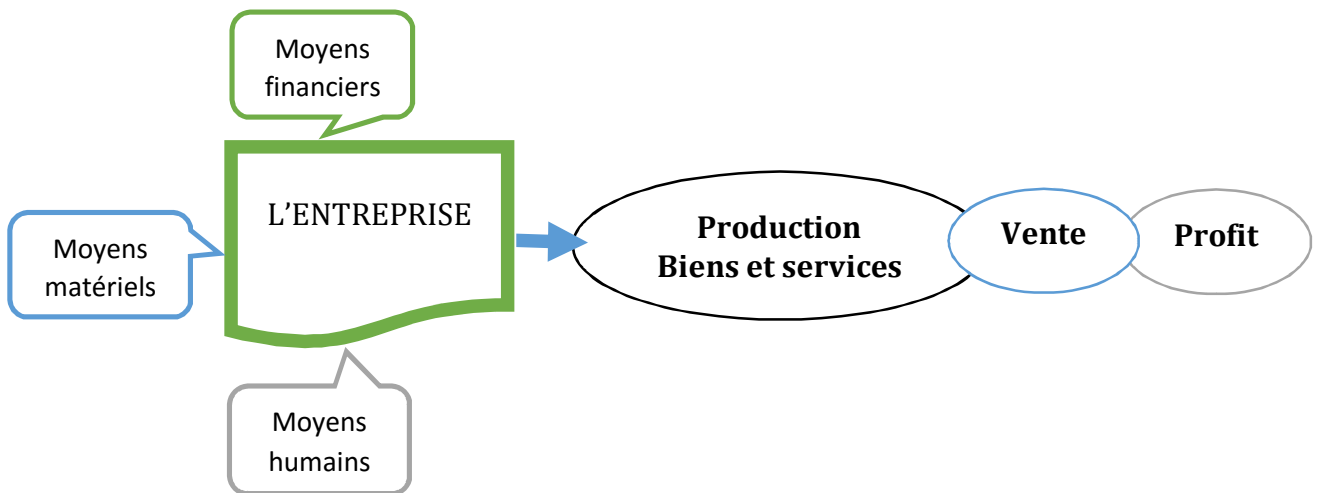 Moyens
financiers
L’ENTREPRISE
Moyens
matériels
Production
Biens et services
Vente
Profit
Moyens
humains